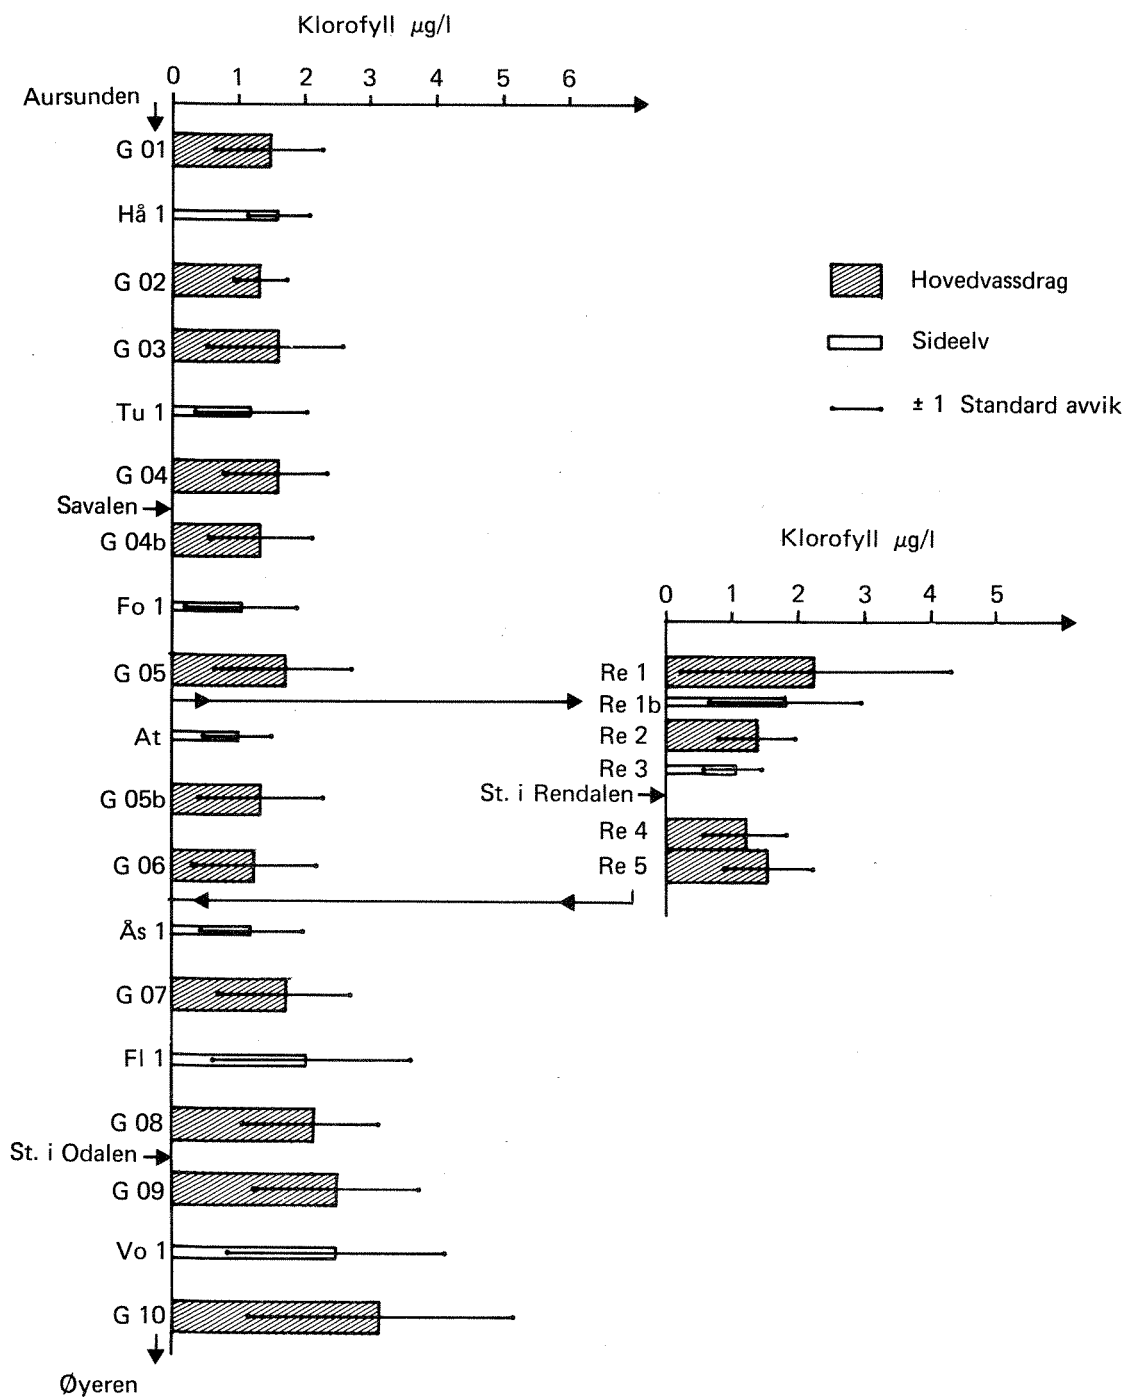 Klorofyll µg/l
0 1 2 3 4 5 6
Aursunden
G 01
Hå 1
G 02
G 03
Tu 1
G 04
Savalen
G 04b
Fo 1
G 05
At
G 05b
G 06
Ås 1
G 07
Fl 1
G 08
St. i Odalen
G 09
Vo 1
G 10
Øyeren
Hovedvassdrag
Sideelv
± 1 Standard avvik
Klorofyll µg/l
0 1 2 3 4 5
Re 1
Re 1b
Re 2
Re 3
St. i Rendalen
Re 4
Re 5